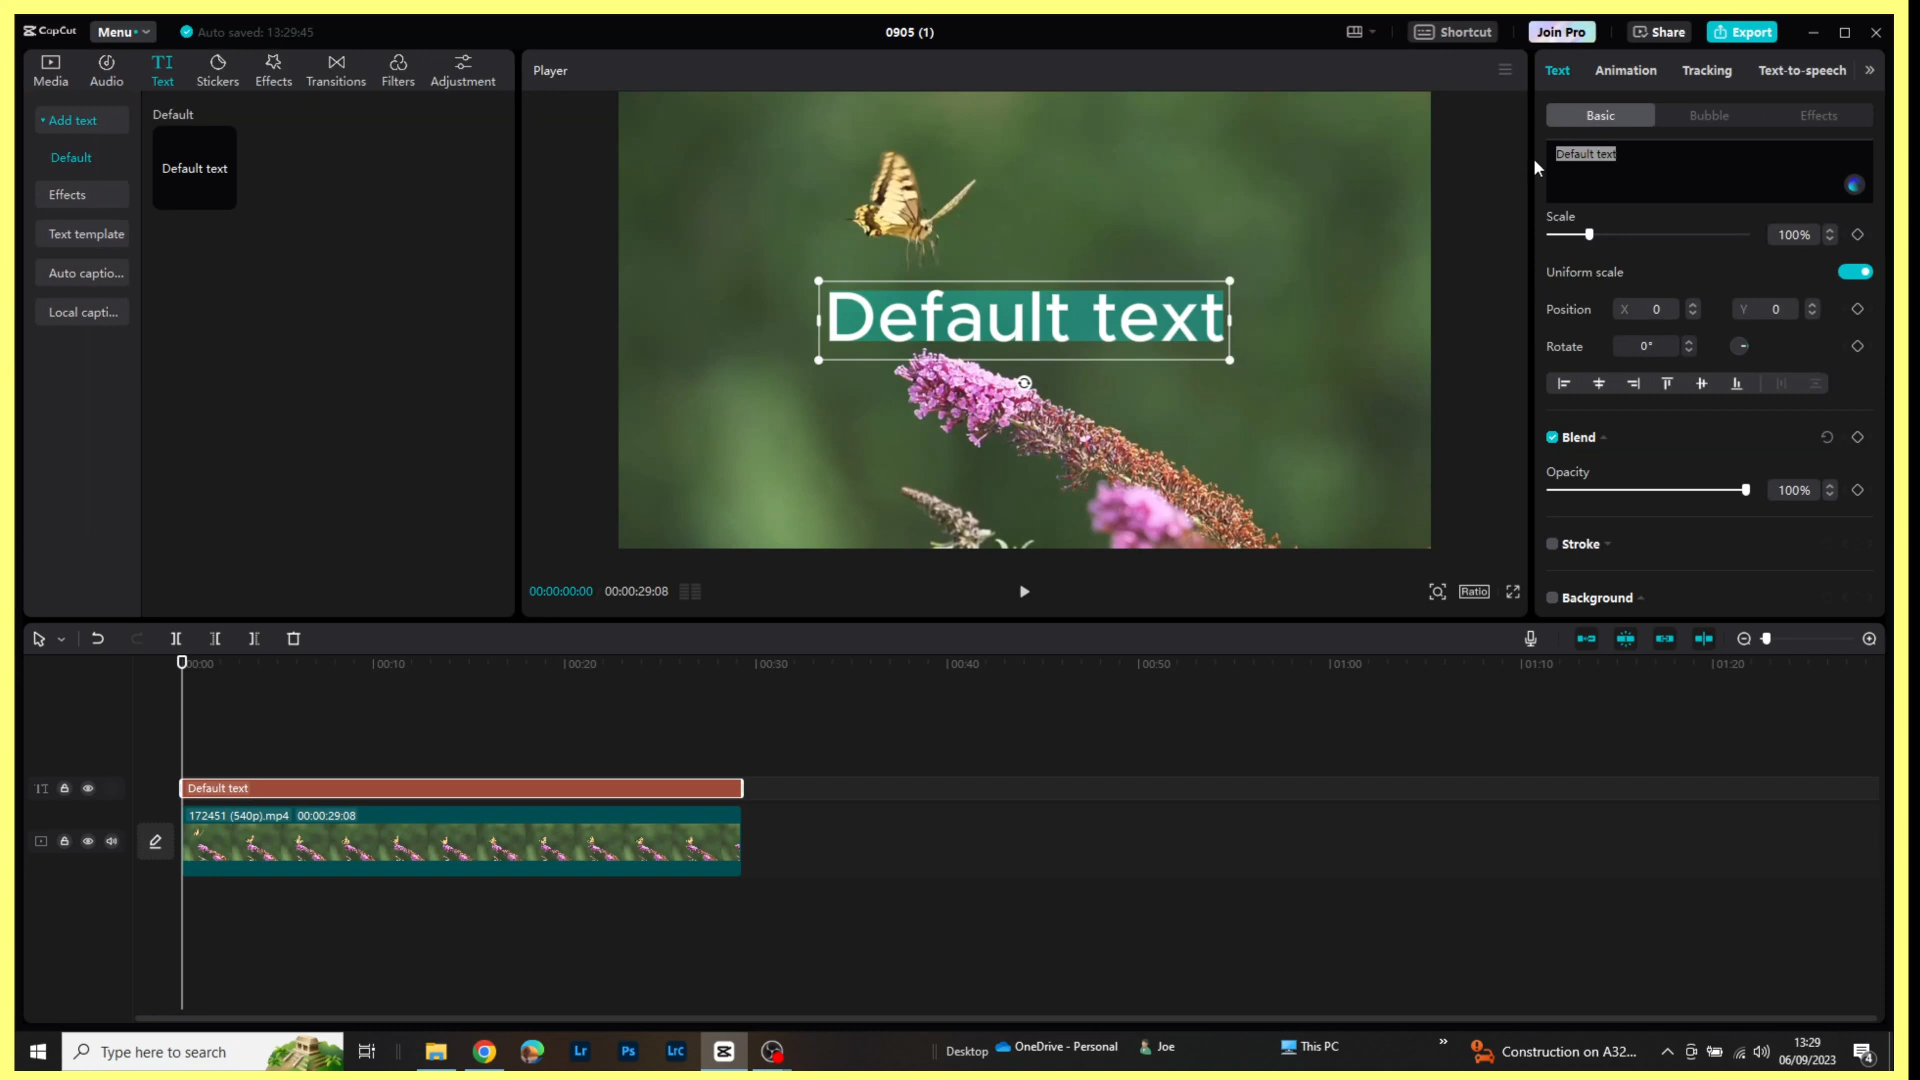 CapCut Menu Auto saved: 13:29:45 0905 (1) Shortcut Join Pro Share Export
Media Audio Text Stickers Effects Transitions Filters Adjustment
Add text
Default
Effects
Text template
Auto captio...
Local capti...
Default
Default text
Player
Default text
00:00:00:00 00:00:29:08
Ratio
Text Animation Tracking Text-to-speech
Basic Bubble Effects
Default text
Scale
100%
Uniform scale
Position X 0 Y 0
Rotate 0°
Blend
Opacity
100%
Stroke
Background
00:00 00:10 00:20 00:30 00:40 00:50 01:00 01:10 01:20
TI Default text
172451 (540p).mp4 00:00:29:08
Type here to search
Lr Ps LrC
Desktop OneDrive - Personal Joe This PC
Construction on A32...
13:29
06/09/2023
4